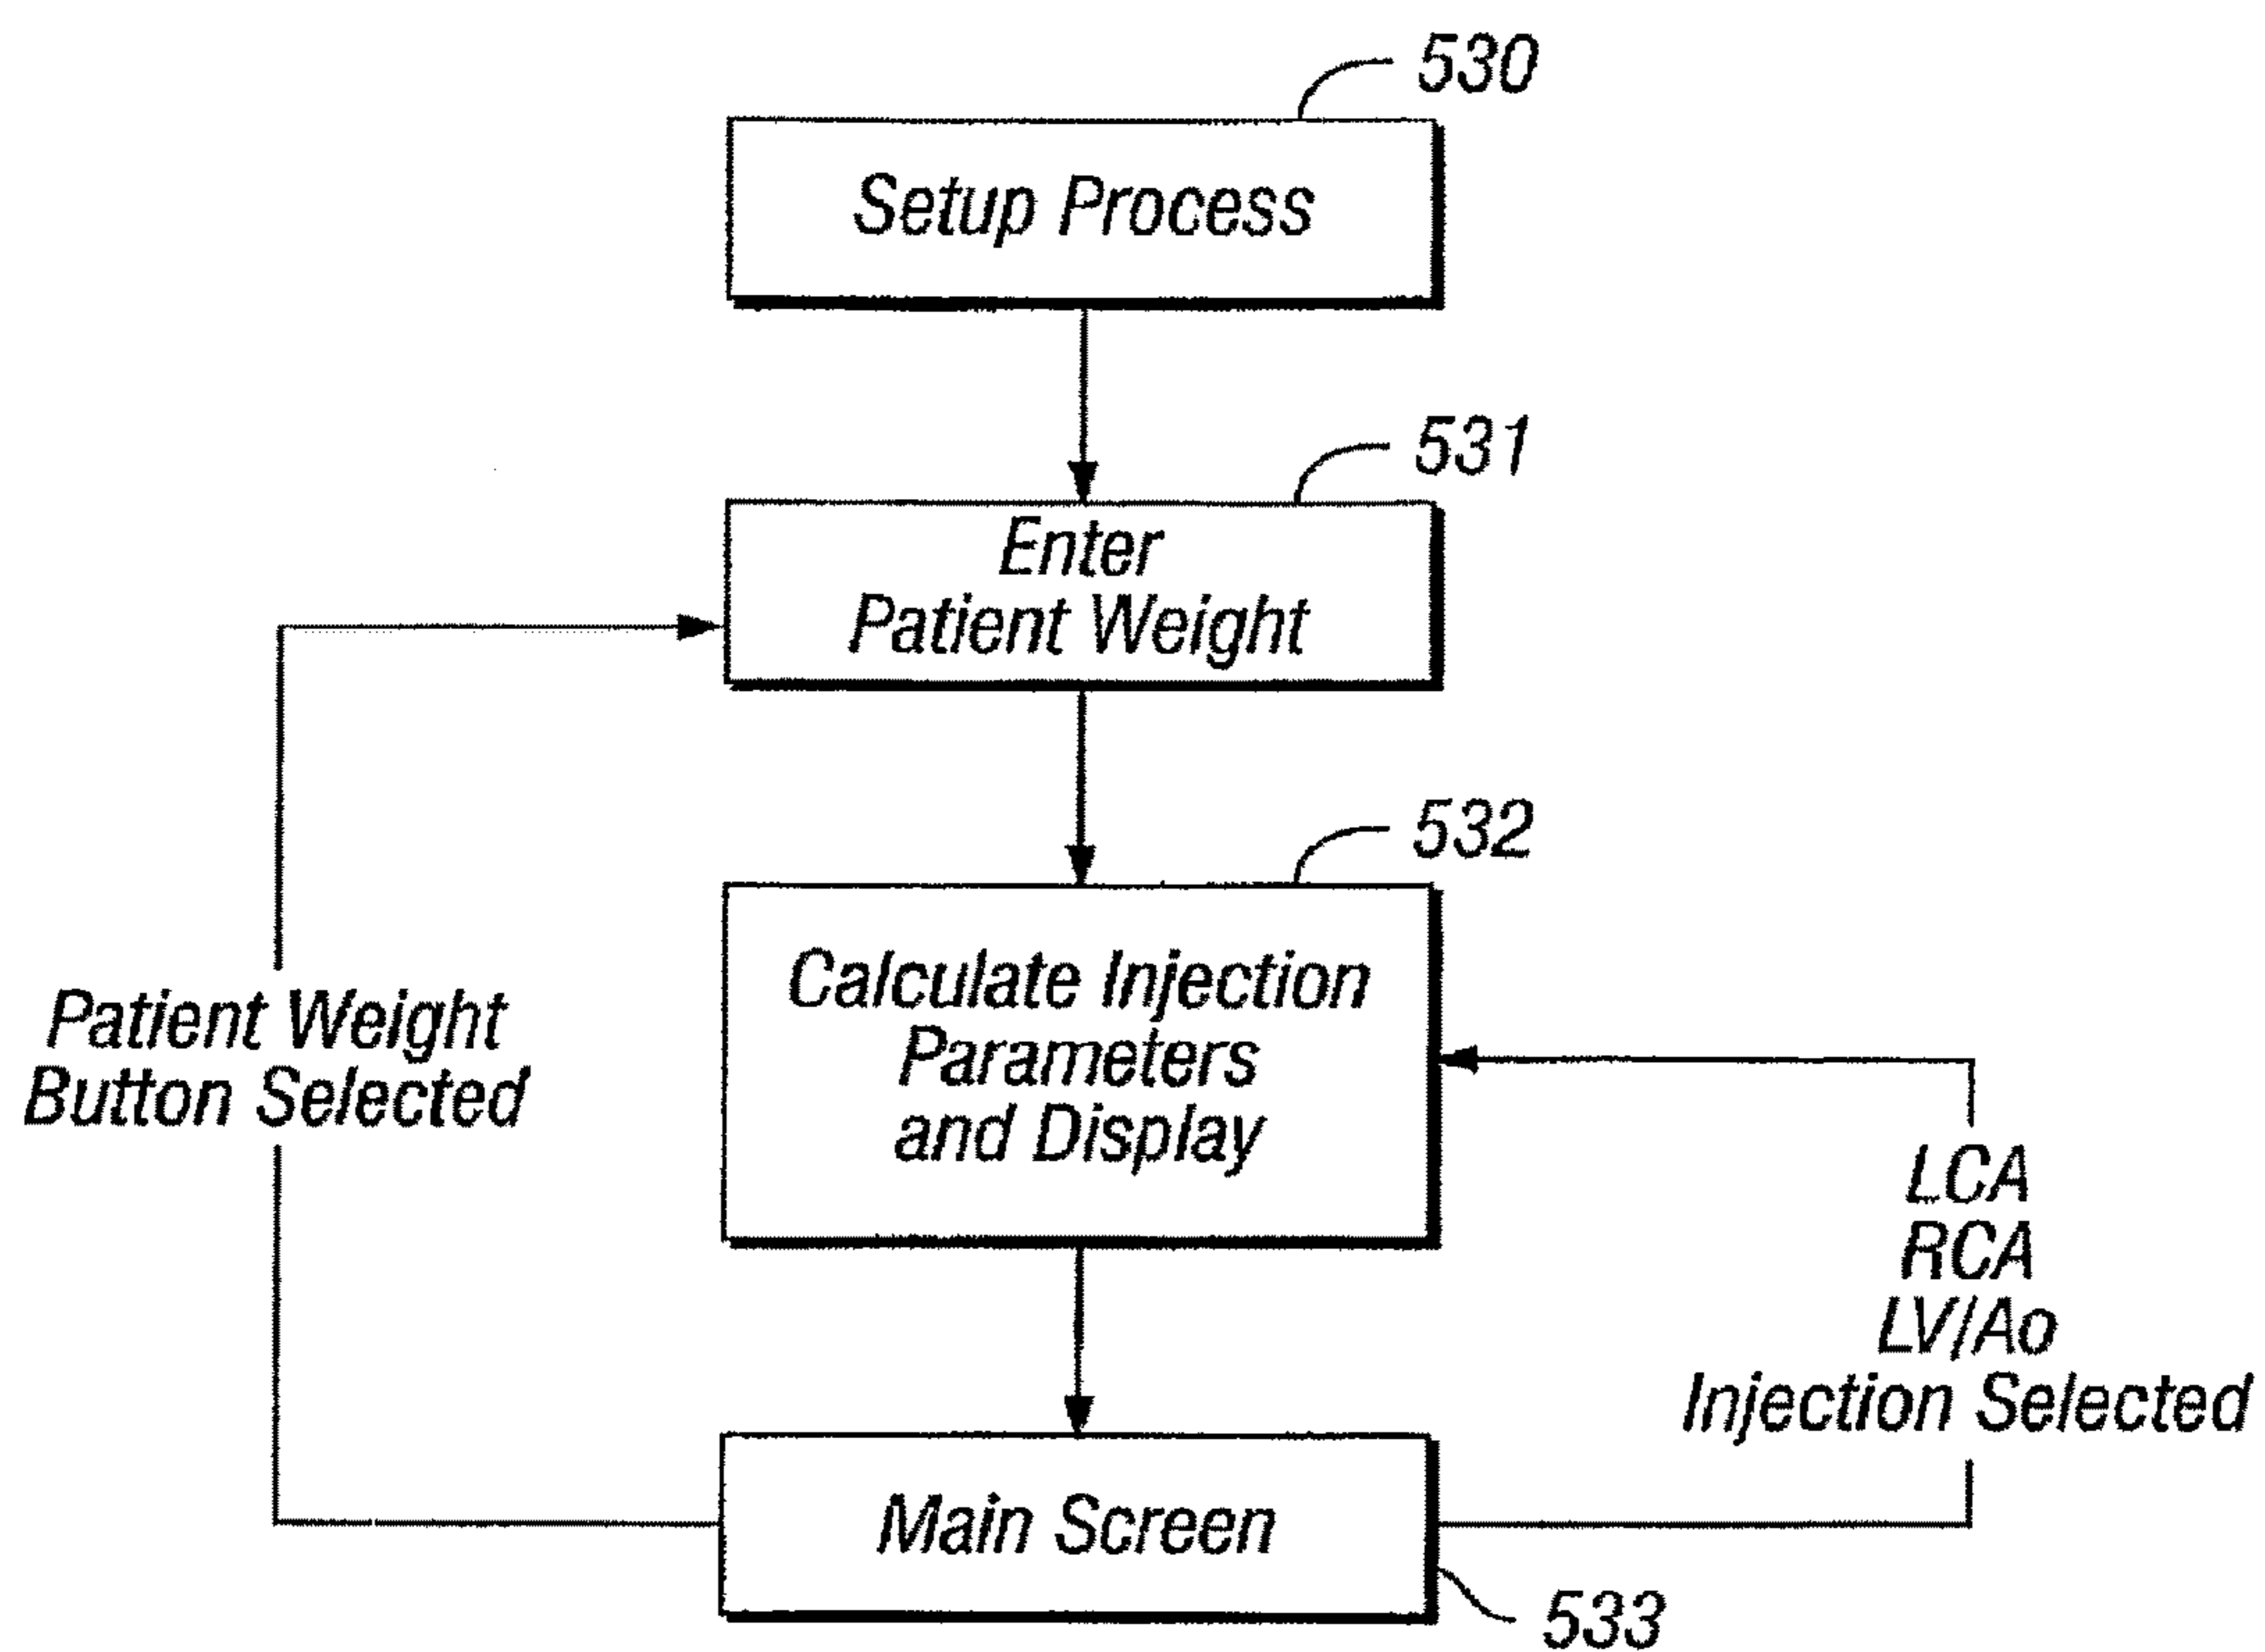 530
Setup Process
531
Enter
Patient Weight
532
Calculate Injection
Parameters
and Display
Patient Weight
Button Selected
LCA
RCA
LV/Ao
Injection Selected
Main Screen
533